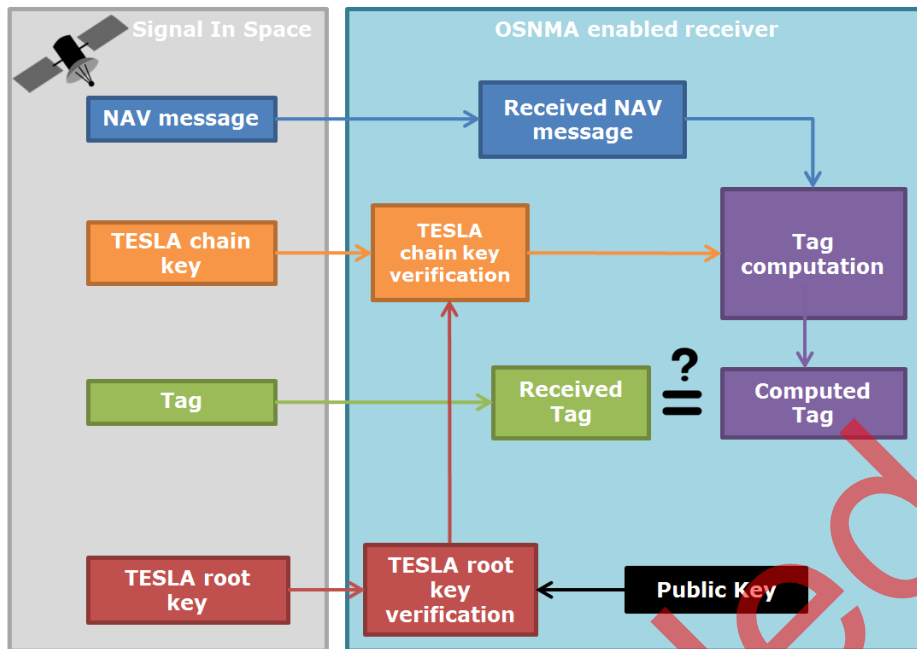 Signal In Space
OSNMA enabled receiver
NAV message
Received NAV
message
TESLA chain
key
TESLA
chain key
verification
Tag
computation
Tag
Received
Tag
?
=
Computed
Tag
TESLA root
key
TESLA root
key
verification
Public Key
led